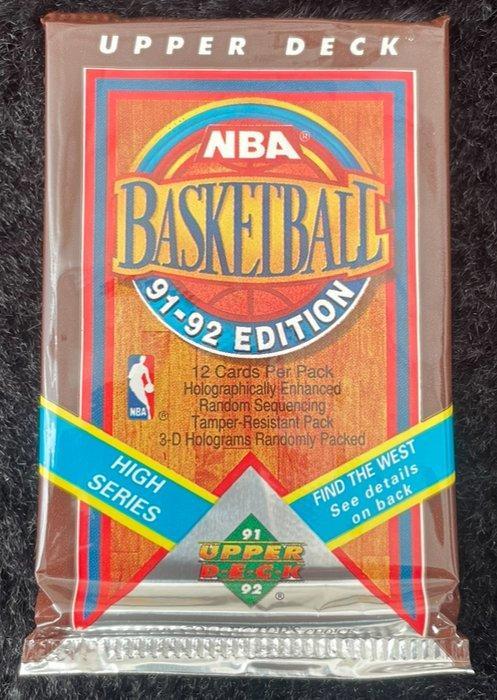 UPPER DECK
NBA®
BASKETBALL
91-92 EDITION
12 Cards Per Pack
Holographically Enhanced
Random Sequencing
Tamper-Resistant Pack
3-D Holograms Randomly Packed
NBA ®
HIGH
SERIES
FIND THE WEST
See details
on back
91
UPPER
D·E·C·K
92 ®